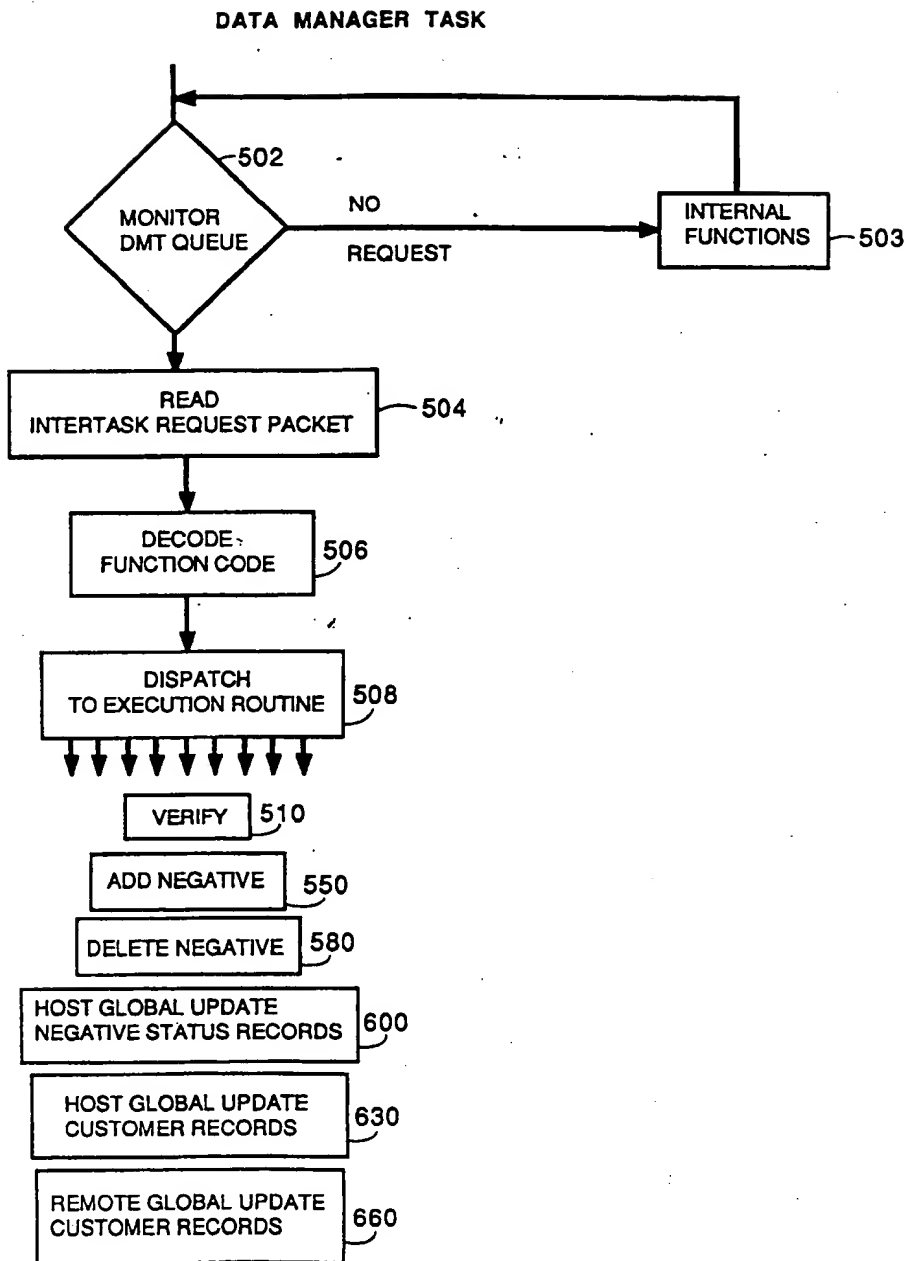 DATA MANAGER TASK
502
MONITOR
DMT QUEUE
NO
REQUEST
INTERNAL
FUNCTIONS
503
READ
INTERTASK REQUEST PACKET
504
DECODE
FUNCTION CODE
506
DISPATCH
TO EXECUTION ROUTINE
508
VERIFY
510
ADD NEGATIVE
550
DELETE NEGATIVE
580
HOST GLOBAL UPDATE
NEGATIVE STATUS RECORDS
600
HOST GLOBAL UPDATE
CUSTOMER RECORDS
630
REMOTE GLOBAL UPDATE
CUSTOMER RECORDS
660